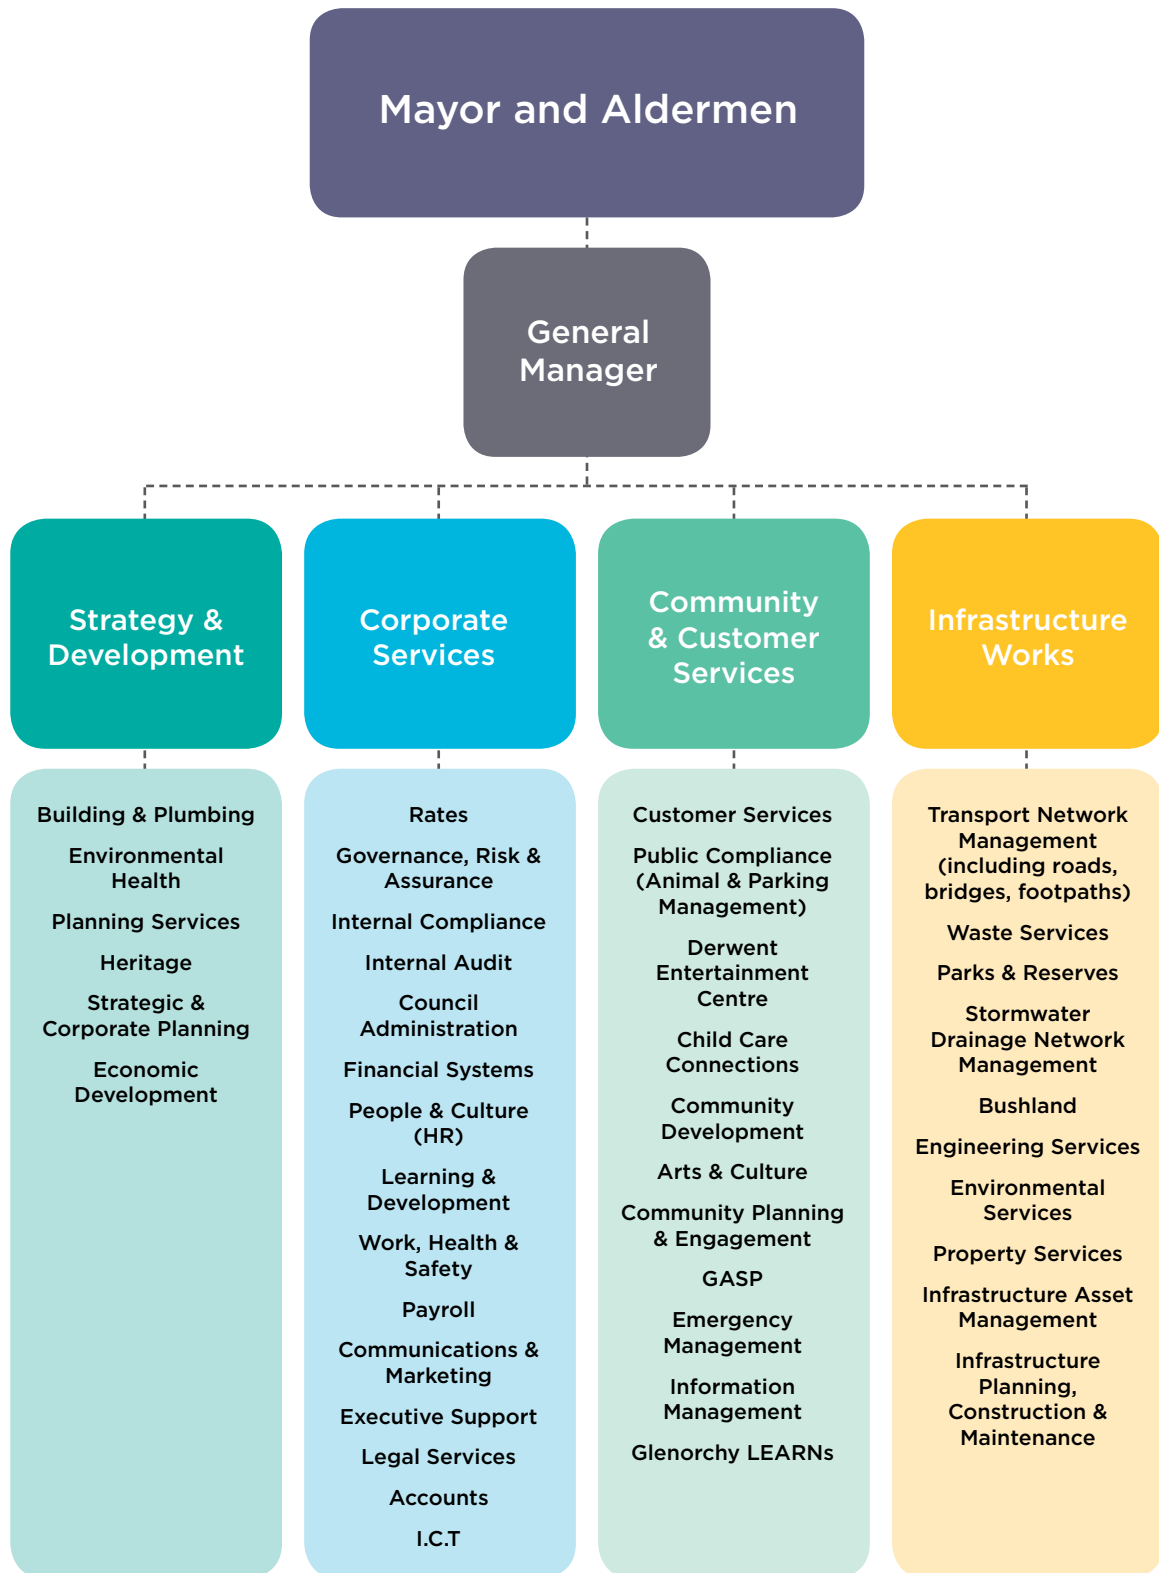 Mayor and Aldermen
General
Manager
Strategy &
Development
Corporate
Services
Community
& Customer
Services
Infrastructure
Works
Building & Plumbing
Environmental
Health
Planning Services
Heritage
Strategic &
Corporate Planning
Economic
Development
Rates
Governance, Risk &
Assurance
Internal Compliance
Internal Audit
Council
Administration
Financial Systems
People & Culture
(HR)
Learning &
Development
Work, Health &
Safety
Payroll
Communications &
Marketing
Executive Support
Legal Services
Accounts
I.C.T
Customer Services
Public Compliance
(Animal & Parking
Management)
Derwent
Entertainment
Centre
Child Care
Connections
Community
Development
Arts & Culture
Community Planning
& Engagement
GASP
Emergency
Management
Information
Management
Glenorchy LEARNs
Transport Network
Management
(including roads,
bridges, footpaths)
Waste Services
Parks & Reserves
Stormwater
Drainage Network
Management
Bushland
Engineering Services
Environmental
Services
Property Services
Infrastructure Asset
Management
Infrastructure
Planning,
Construction &
Maintenance